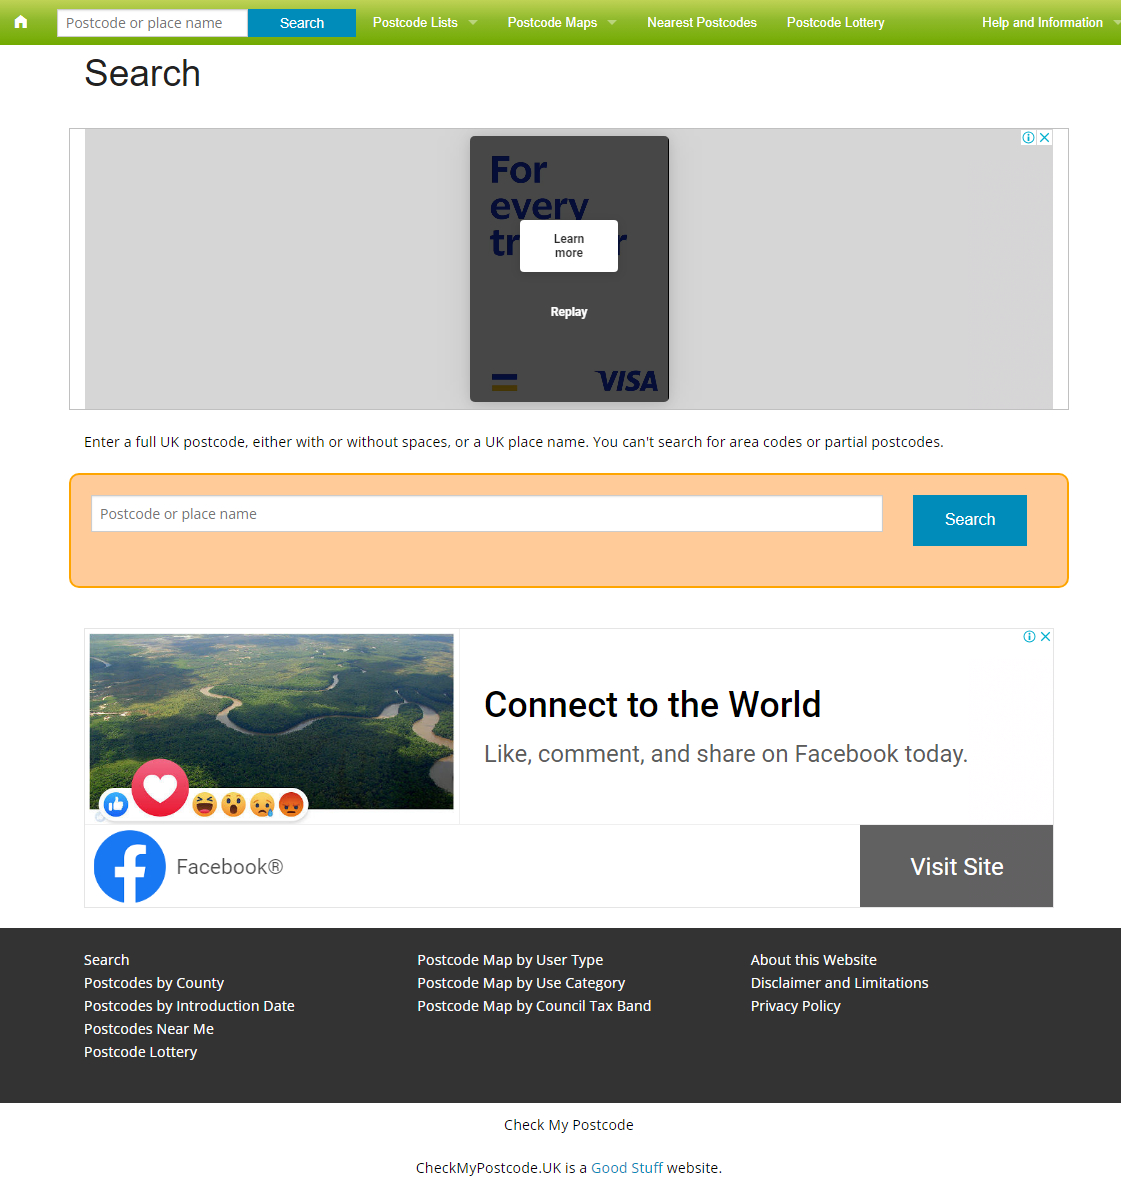 Postcode or place name Search Postcode Lists Postcode Maps Nearest Postcodes Postcode Lottery Help and Information
Search
For
every
Learn
more
Replay
VISA
Enter a full UK postcode, either with or without spaces, or a UK place name. You can't search for area codes or partial postcodes.
Postcode or place name Search
Connect to the World
Like, comment, and share on Facebook today.
Facebook® Visit Site
Search Postcode Map by User Type About this Website
Postcodes by County Postcode Map by Use Category Disclaimer and Limitations
Postcodes by Introduction Date Postcode Map by Council Tax Band Privacy Policy
Postcodes Near Me
Postcode Lottery
Check My Postcode
CheckMyPostcode.UK is a Good Stuff website.